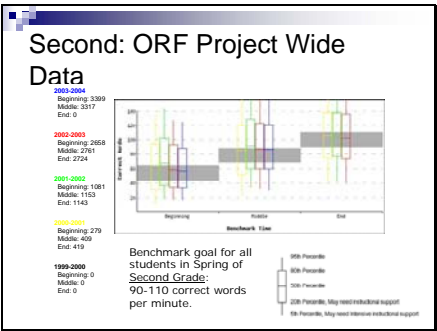 Second: ORF Project Wide
Data
2003-2004
Beginning: 3399
Middle: 3317
End: 0
2002-2003
Beginning: 2658
Middle: 2761
End: 2724
2001-2002
Beginning: 1081
Middle: 1153
End: 1143
2000-2001
Beginning: 279
Middle: 409
End: 419
1999-2000
Beginning: 0
Middle: 0
End: 0
Correct Words
Beginning
Middle
End
Benchmark Time
Benchmark goal for all
students in Spring of
Second Grade:
90-110 correct words
per minute.
95th Percentile
80th Percentile
50th Percentile
20th Percentile, May need instructional support
5th Percentile, May need intensive instructional support